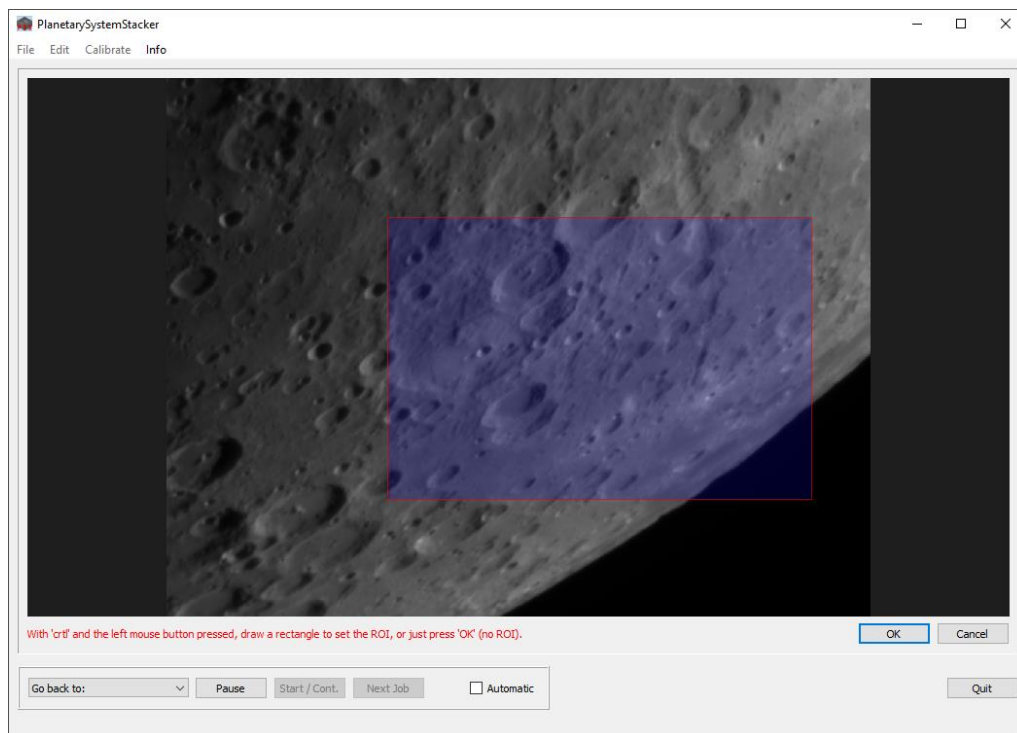 PlanetarySystemStacker
File Edit Calibrate Info
With 'crtl' and the left mouse button pressed, draw a rectangle to set the ROI, or just press 'OK' (no ROI).
OK Cancel
Go back to: Pause Start / Cont. Next Job Automatic Quit